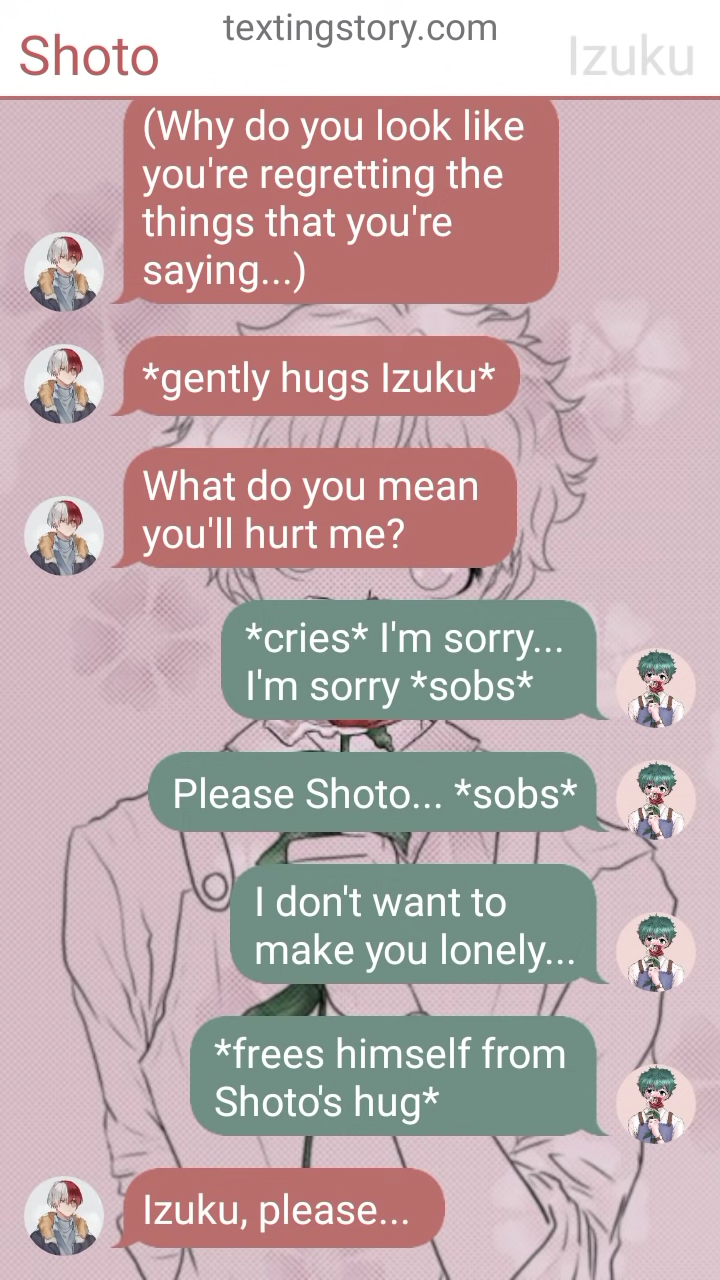 textingstory.com
Shoto
Izuku
(Why do you look like
you're regretting the
things that you're
saying...)
*gently hugs Izuku*
What do you mean
you'll hurt me?
*cries* I'm sorry...
I'm sorry *sobs*
Please Shoto... *sobs*
I don't want to
make you lonely...
*frees himself from
Shoto's hug*
Izuku, please...